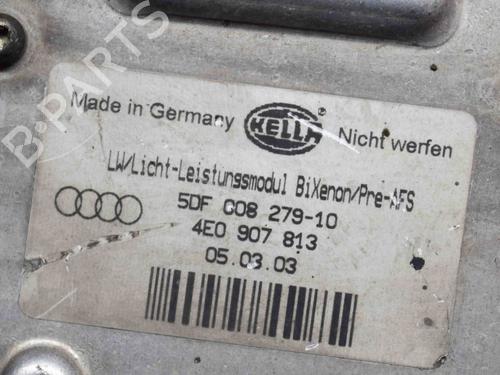 B-PARTS
Made in Germany
HELLA
Nicht werfen
LW/Licht-Leistungsmodul BiXenon/Pre-AFS
5DF G08 279-10
4E0 907 813
05.03.03